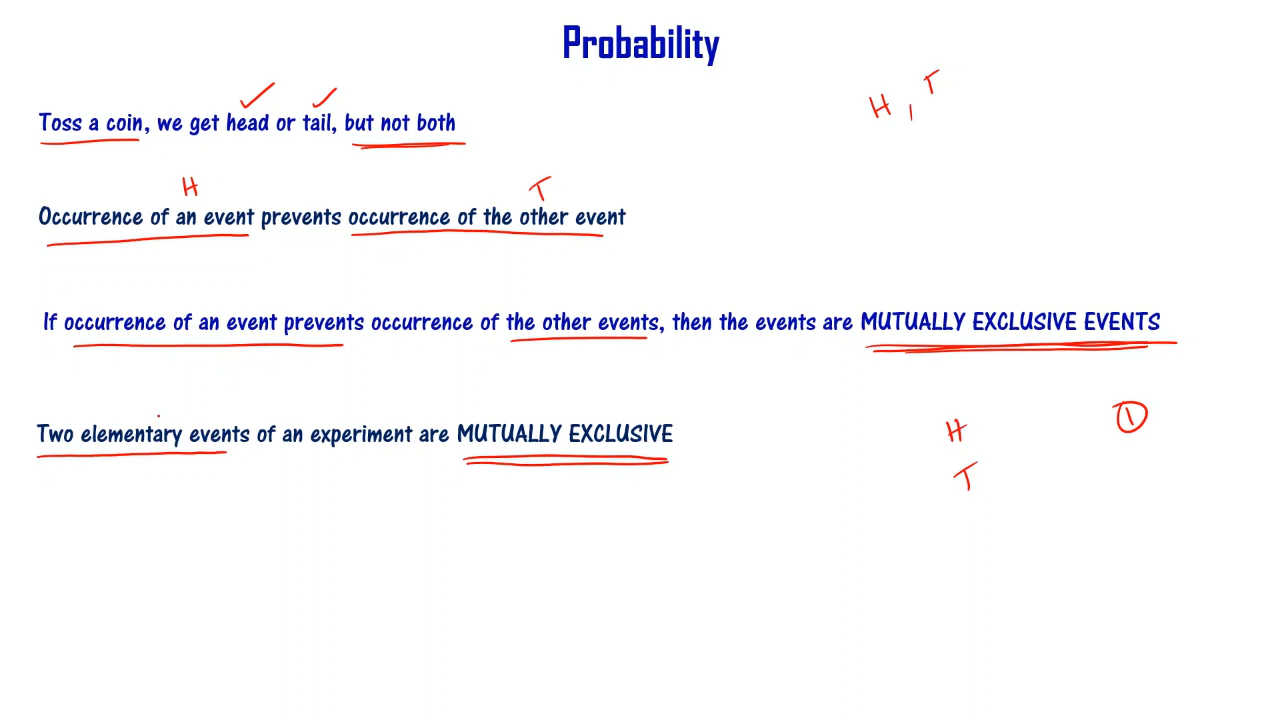 Probability
H , T
Toss a coin, we get head or tail, but not both
H T
Occurrence of an event prevents occurrence of the other event
If occurrence of an event prevents occurrence of the other events, then the events are MUTUALLY EXCLUSIVE EVENTS
Two elementary events of an experiment are MUTUALLY EXCLUSIVE
H 1
T